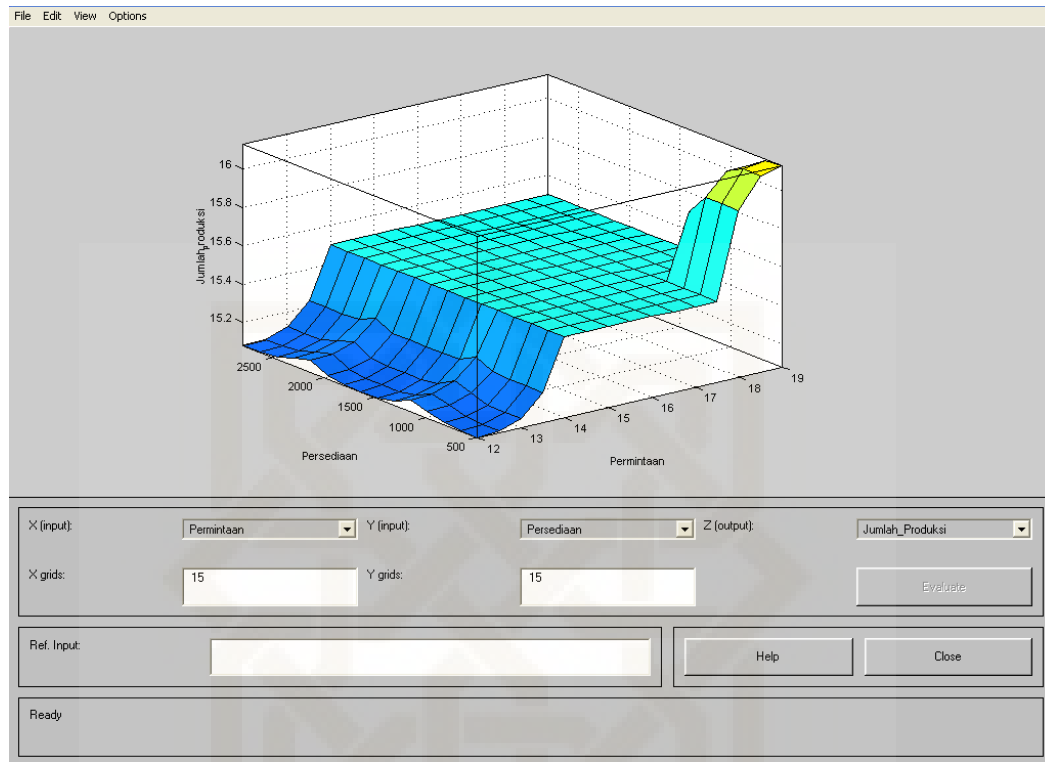 File Edit View Options
16
15.8
15.6
15.4
15.2
Jumlah_produksi
2500
2000
1500
1000
500
Persediaan
12
13
14
15
16
17
18
19
Permintaan
X (input):
Permintaan
Y (input):
Persediaan
Z (output):
Jumlah_Produksi
X grids:
15
Y grids:
15
Evaluate
Ref. Input:
Help
Close
Ready